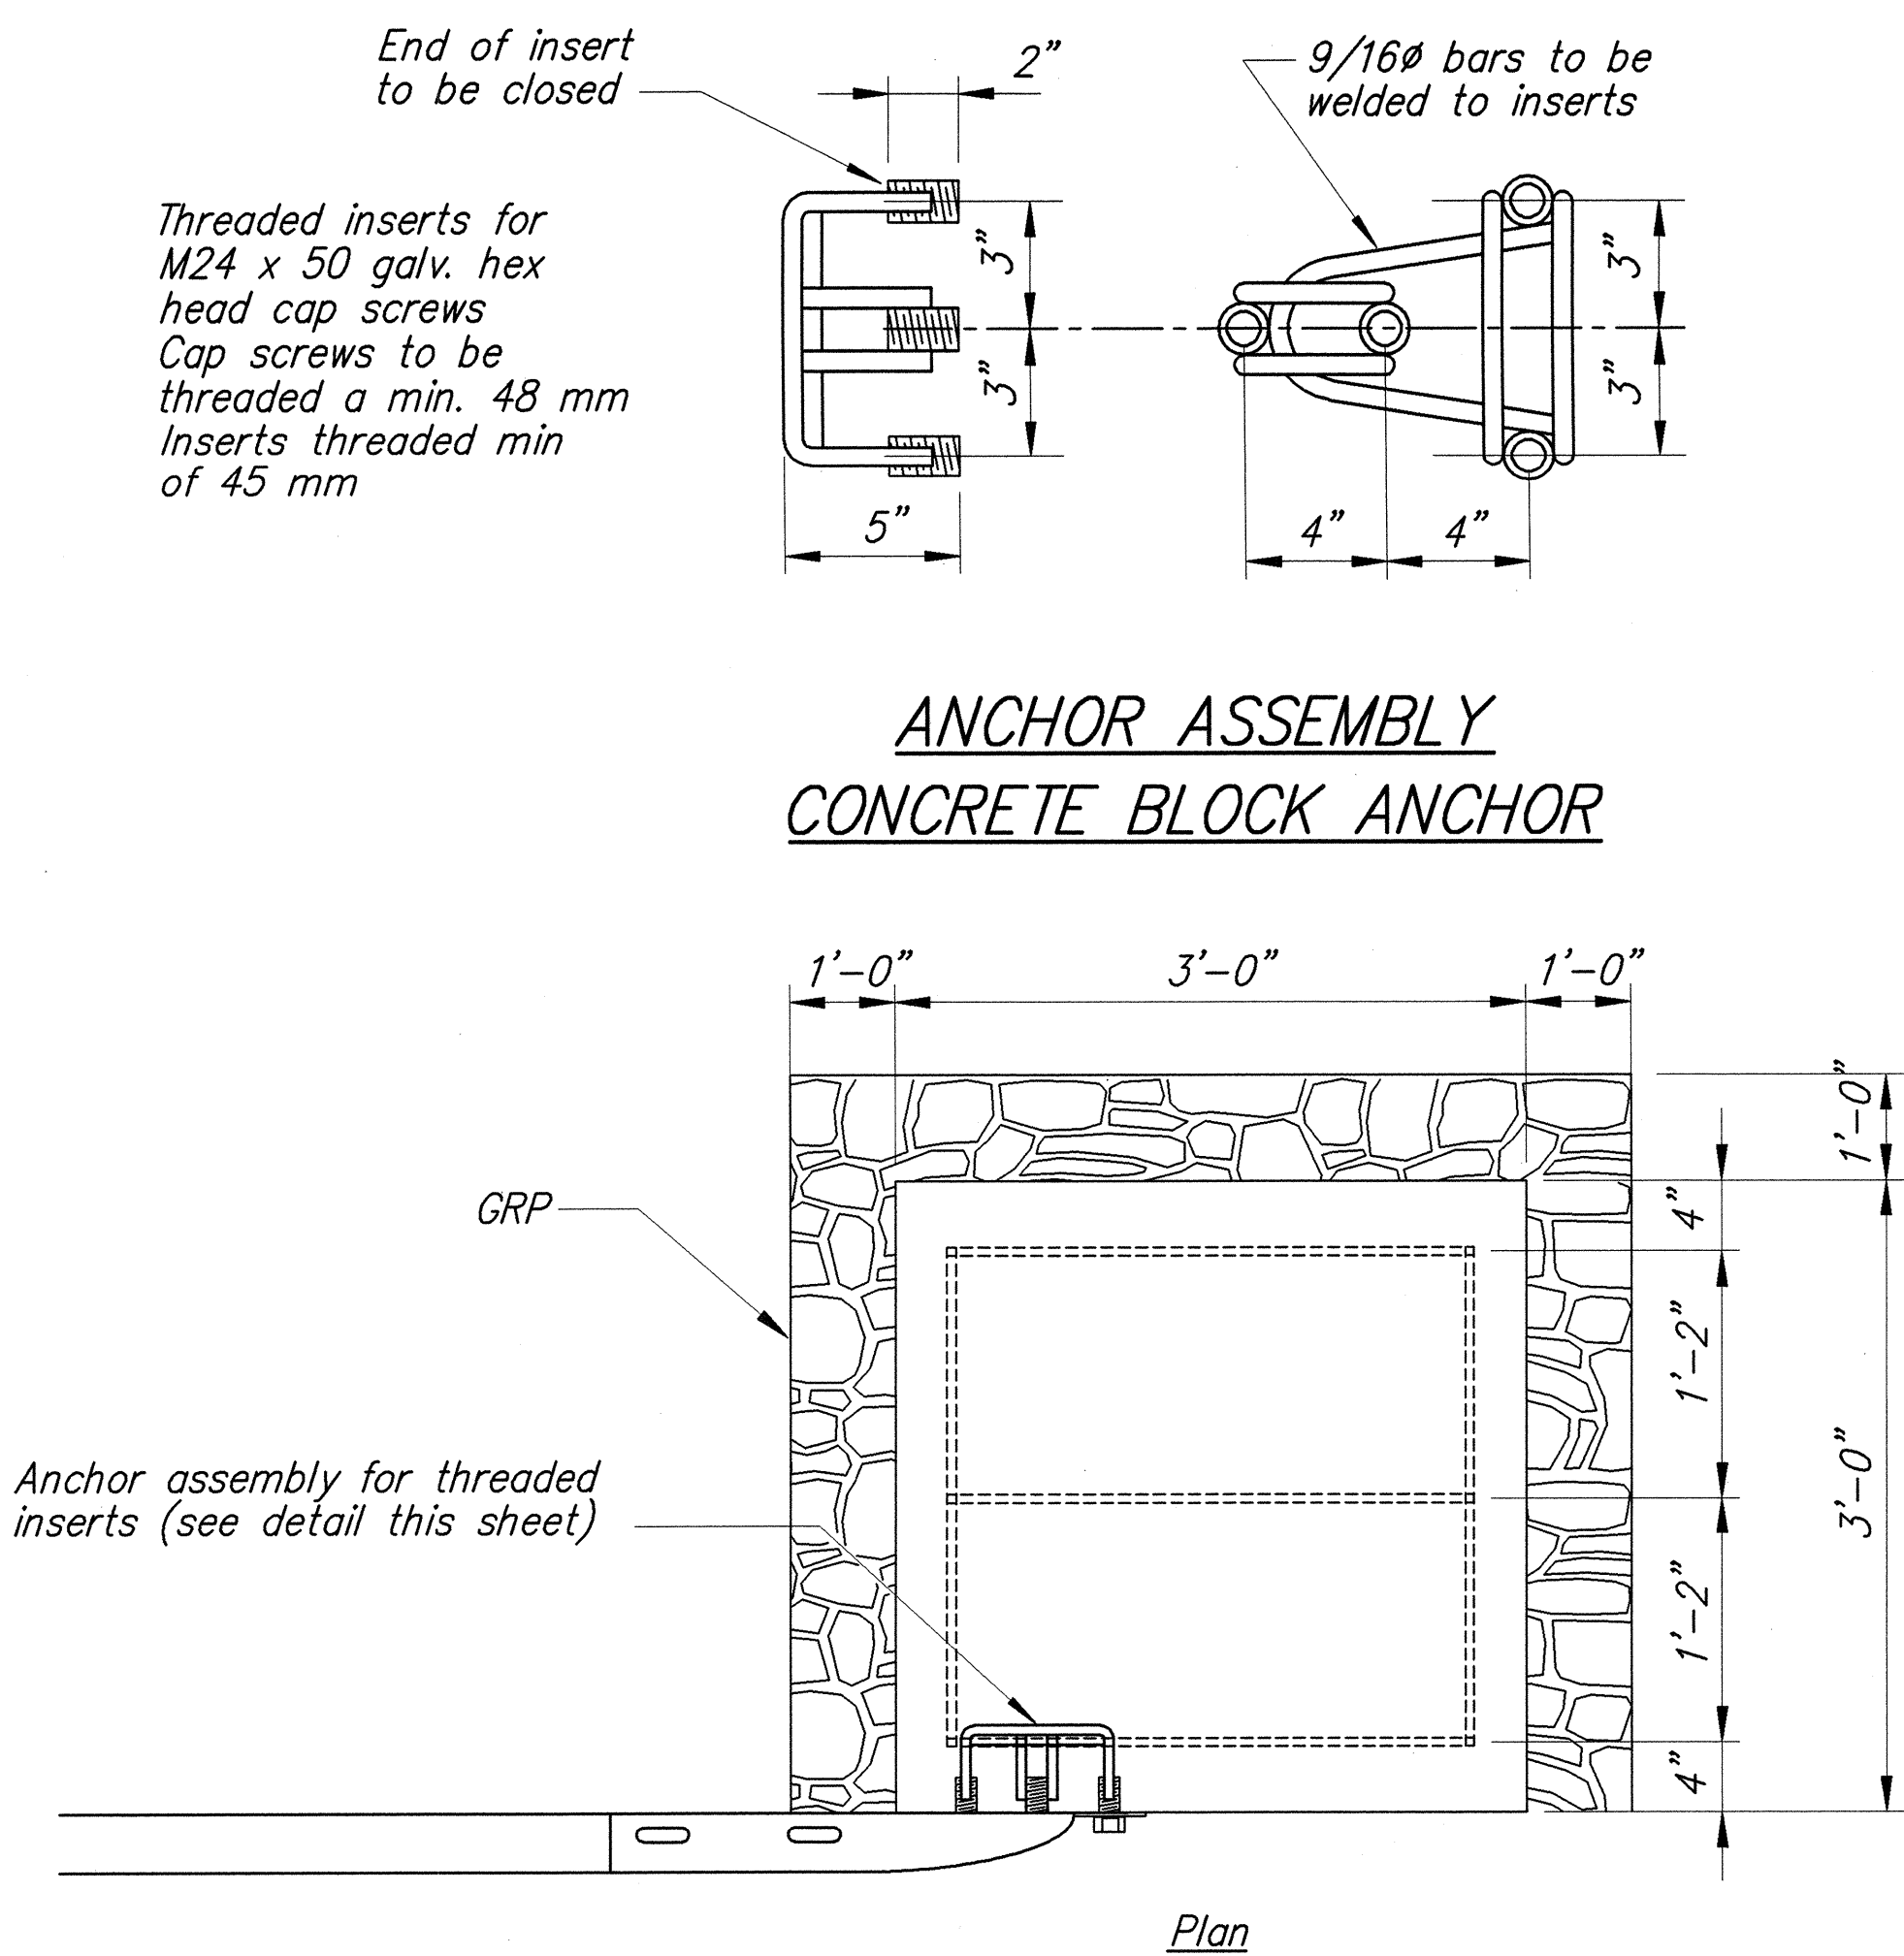 End of insert
to be closed
2”
9/16ø bars to be
welded to inserts
Threaded inserts for
M24 x 50 galv. hex
head cap screws
Cap screws to be
threaded a min. 48 mm
Inserts threaded min
of 45 mm
3”
3”
5”
3”
3”
4”
4”
ANCHOR ASSEMBLY
CONCRETE BLOCK ANCHOR
1’-0”
3’-0”
1’-0”
1’-0”
GRP
4”
1’-2”
3’-0”
Anchor assembly for threaded
inserts (see detail this sheet)
1’-2”
4”
Plan